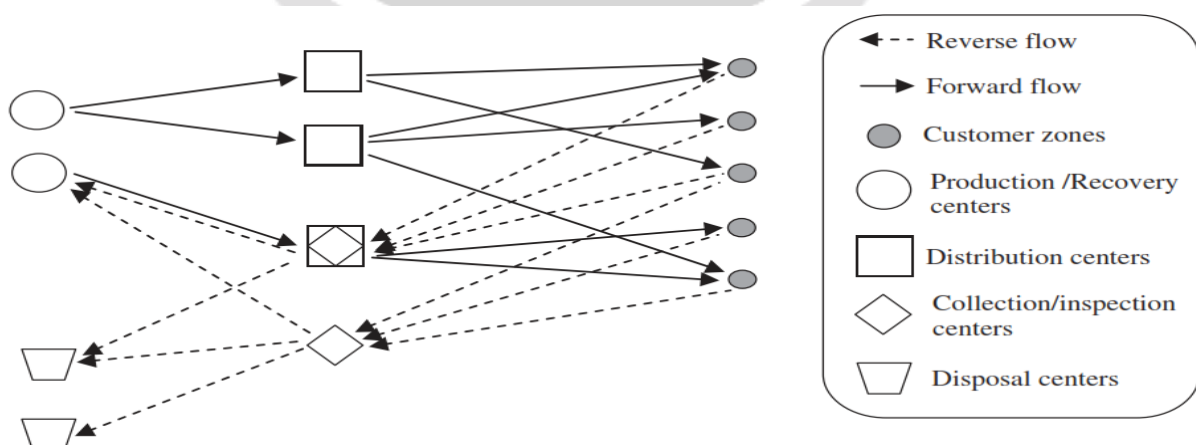 Reverse flow
Forward flow
Customer zones
Production /Recovery
centers
Distribution centers
Collection/inspection
centers
Disposal centers